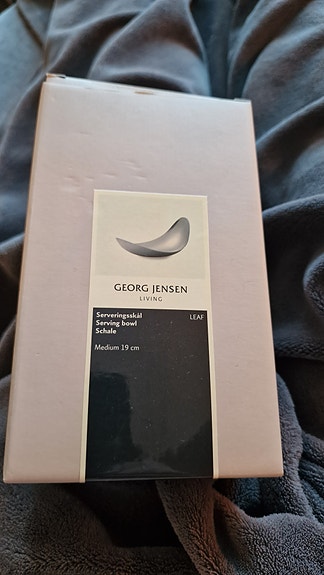 GEORG JENSEN
LIVING
Serveringsskål LEAF
Serving bowl
Schale
Medium 19 cm